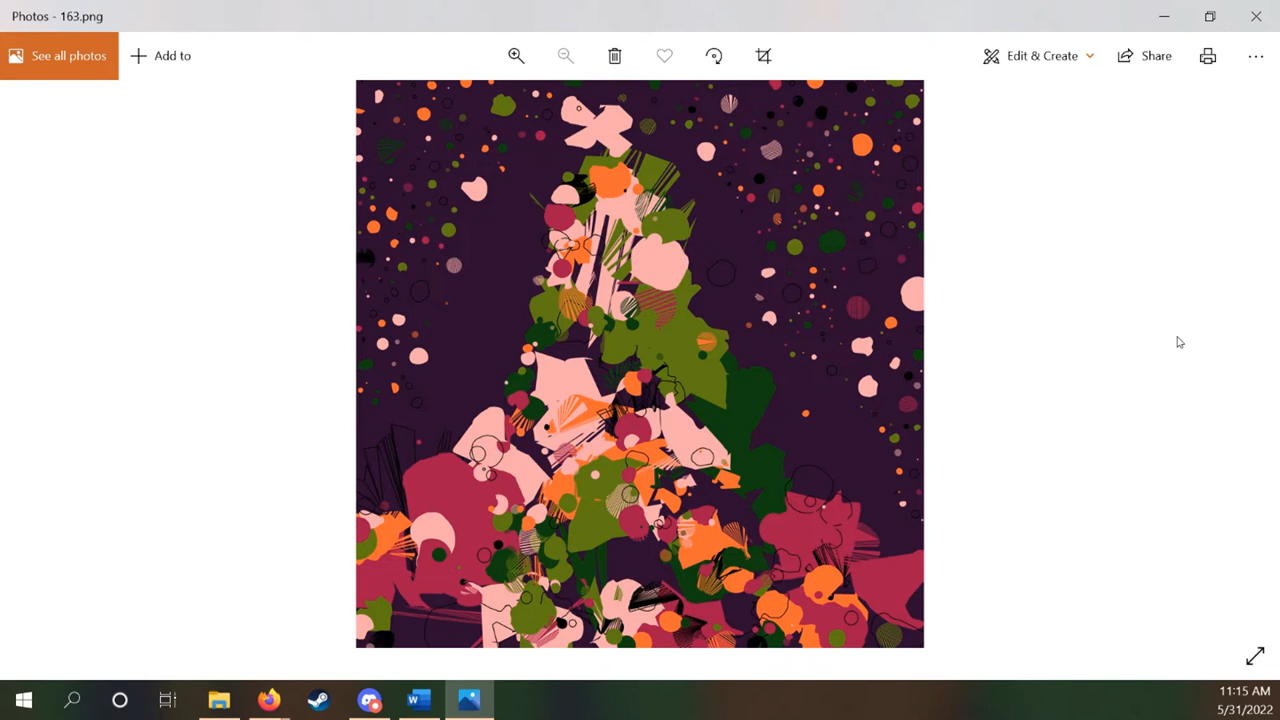 Photos - 163.png
See all photos
Add to
Edit & Create
Share
W
11:15 AM
5/31/2022